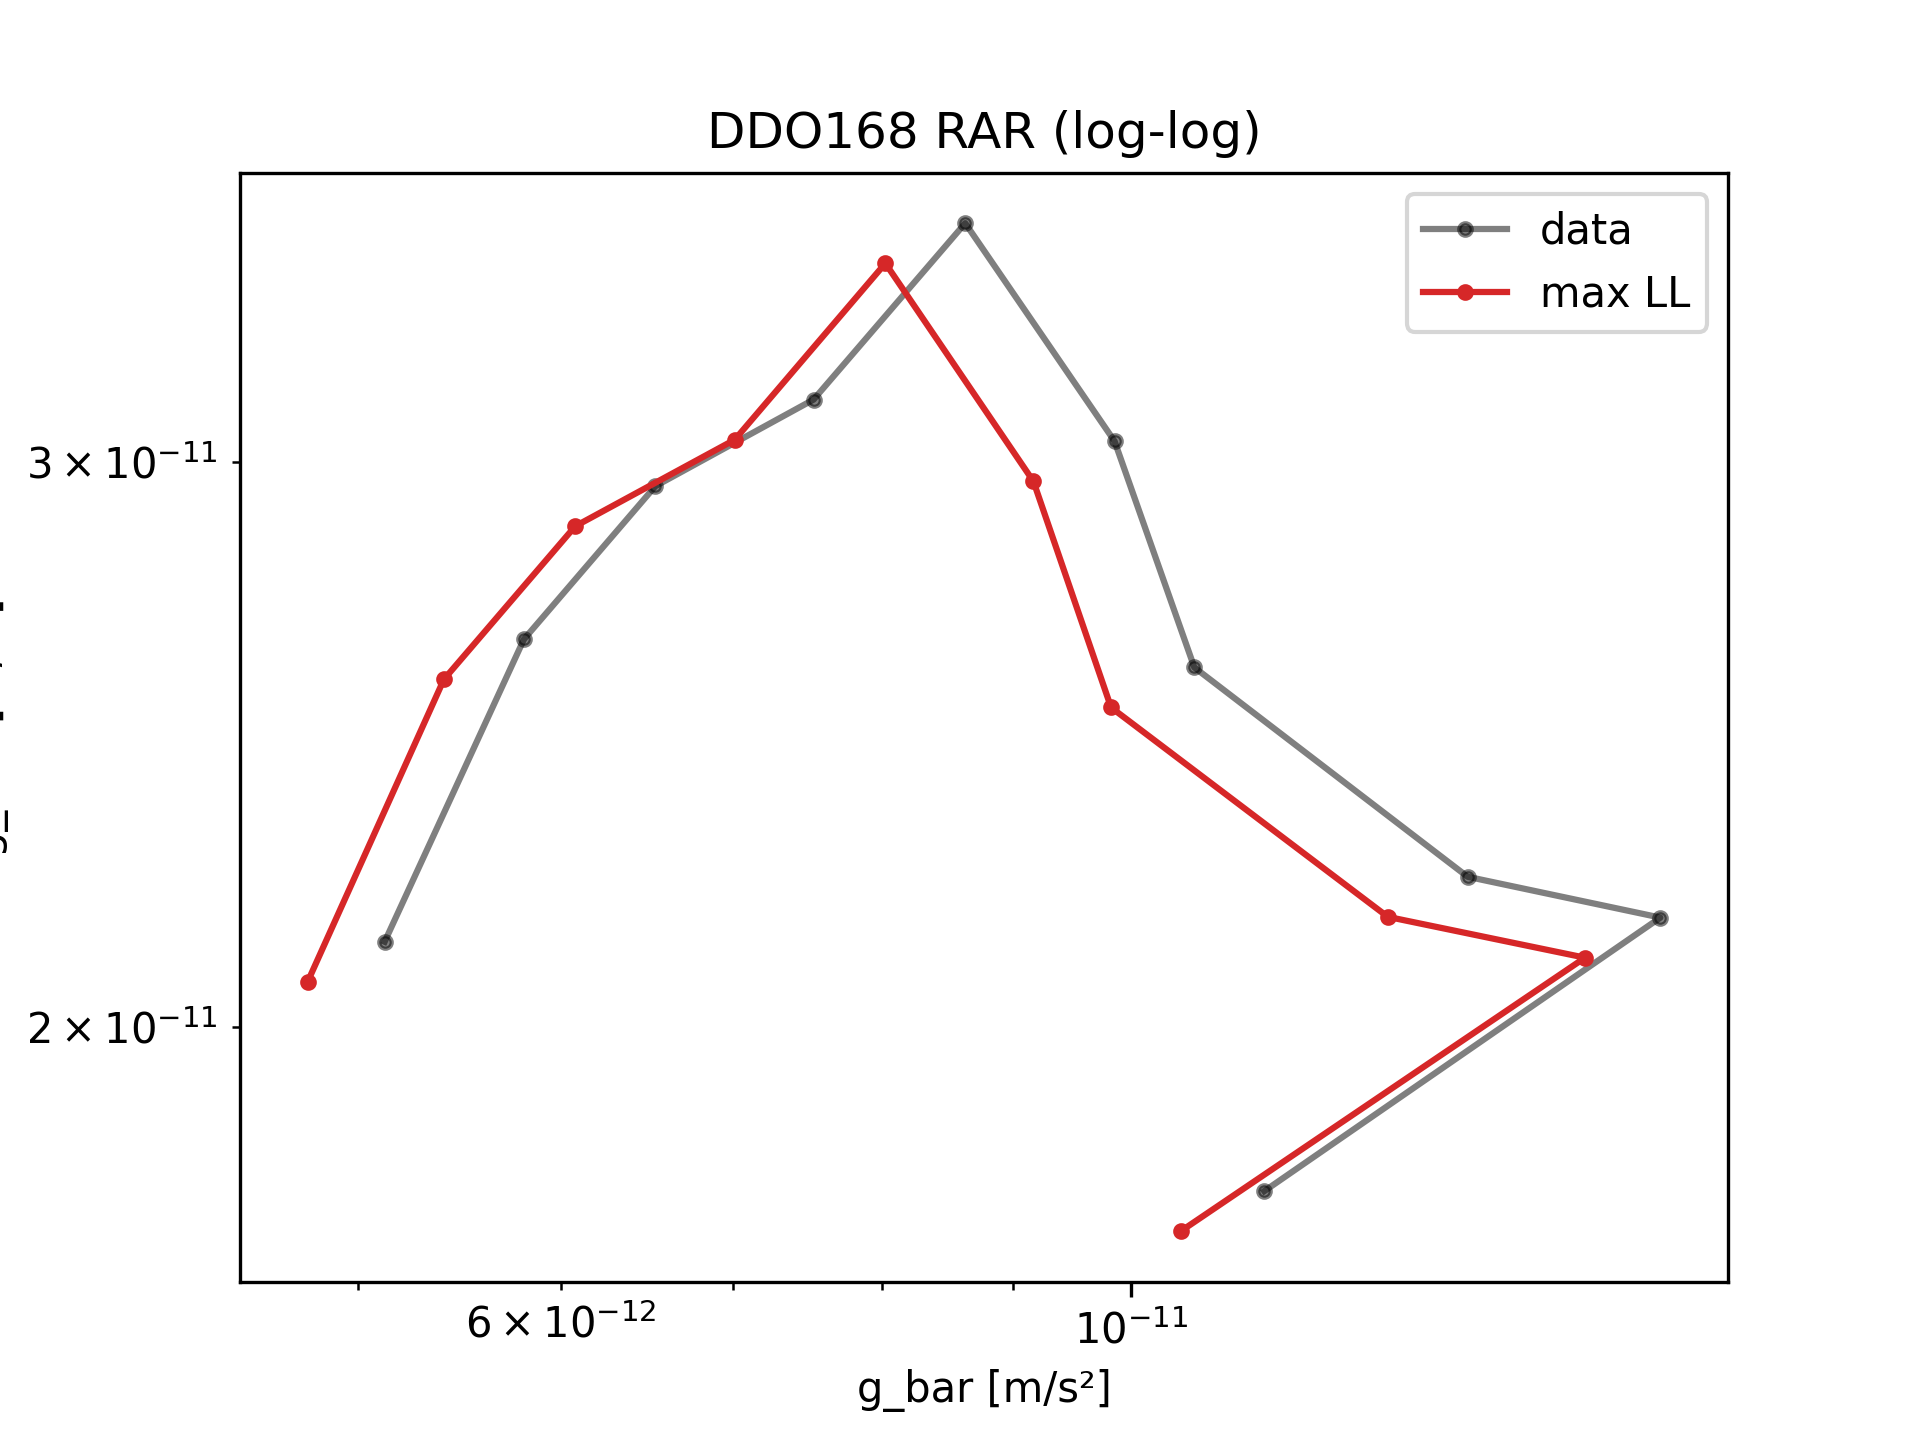 DDO168 RAR (log-log)
data
max LL
3 × 10⁻¹¹
2 × 10⁻¹¹
6 × 10⁻¹²
10⁻¹¹
g_bar [m/s²]